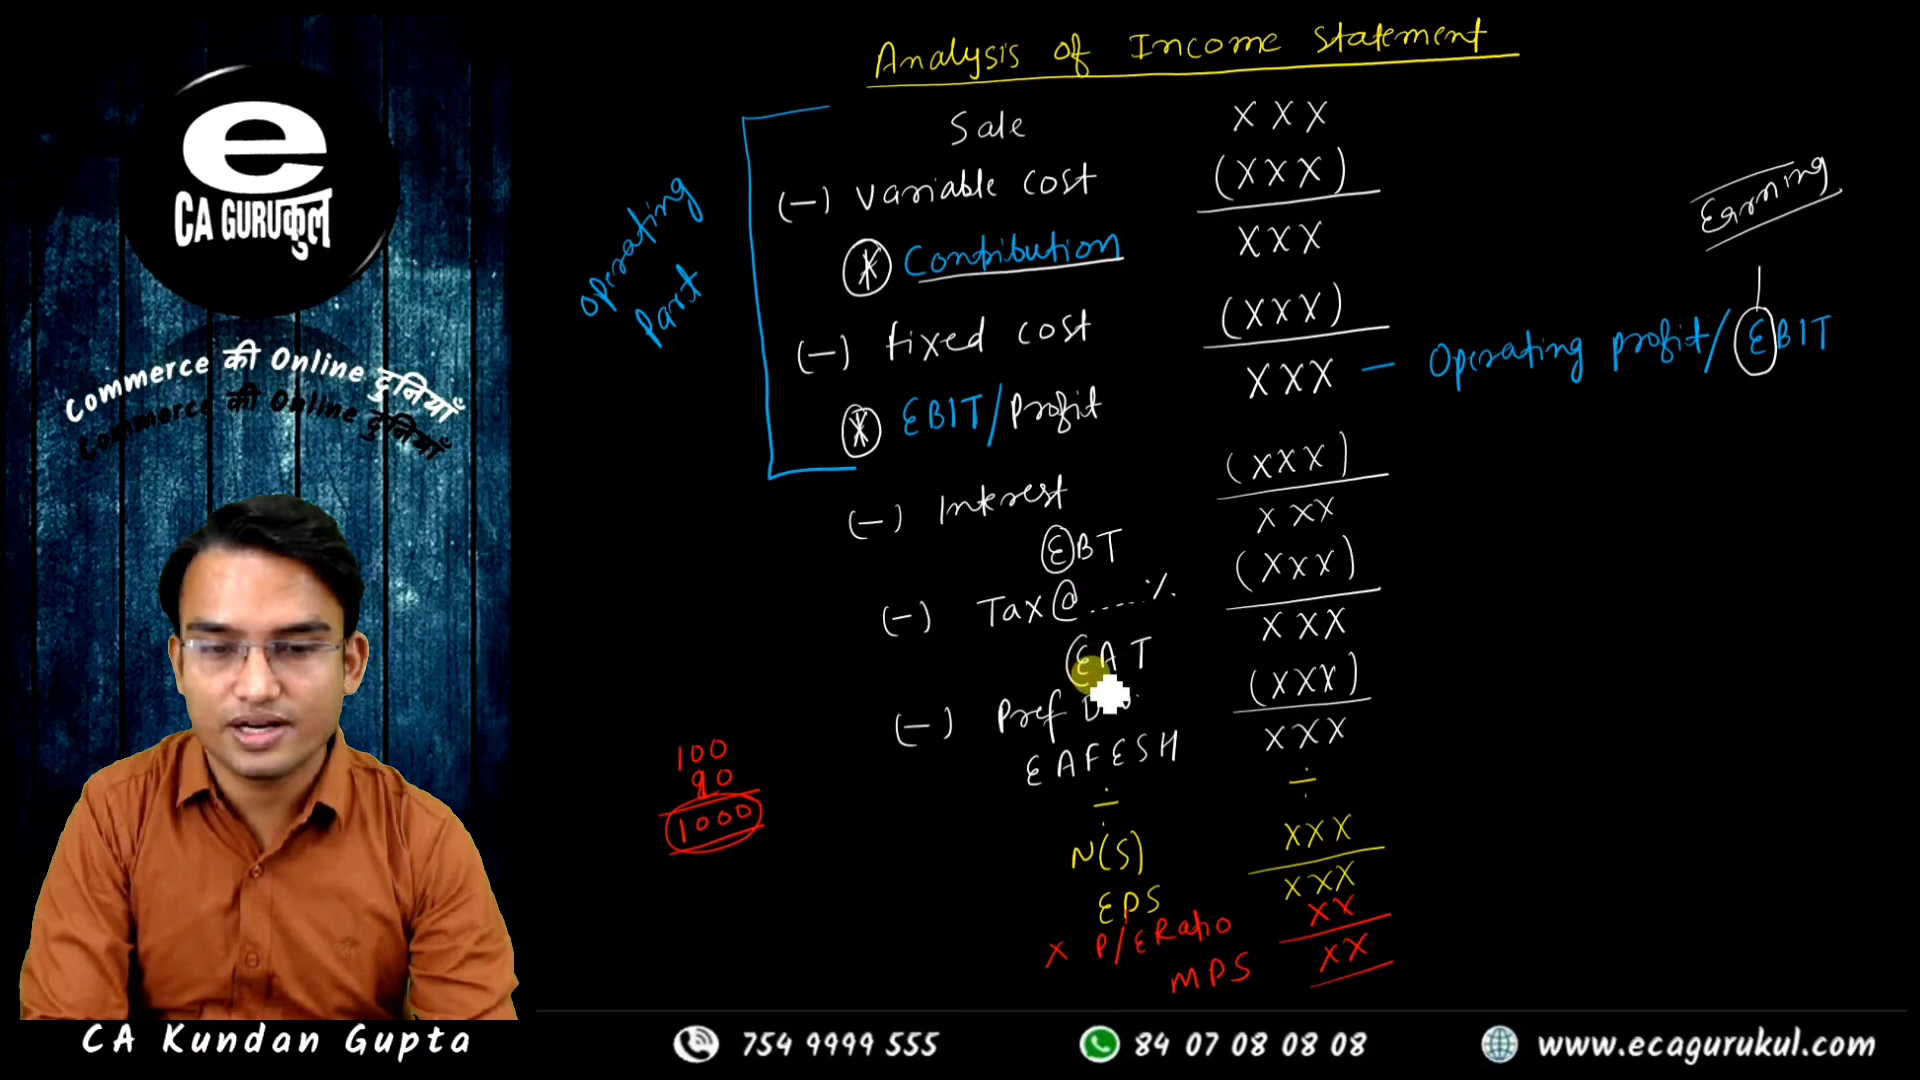 Analysis of Income Statement
Sale XXX
(-) Variable cost (XXX)
Contribution XXX
(-) fixed cost (XXX)
EBIT/Profit XXX - Operating profit/EBIT
Earning
Operating Part
(-) Interest (XXX)
EBT XXX
(-) Tax@.....% (XXX)
EAT XXX
(-) Pref (XXX)
EAFESH XXX
÷ ÷
N(S) XXX
EPS XXX
X P/E Ratio XX
MPS XX
100
90
1000
e
CA GURUकुल
Commerce की Online दुनियाँ
CA Kundan Gupta
754 9999 555
84 07 08 08 08
www.ecagurukul.com